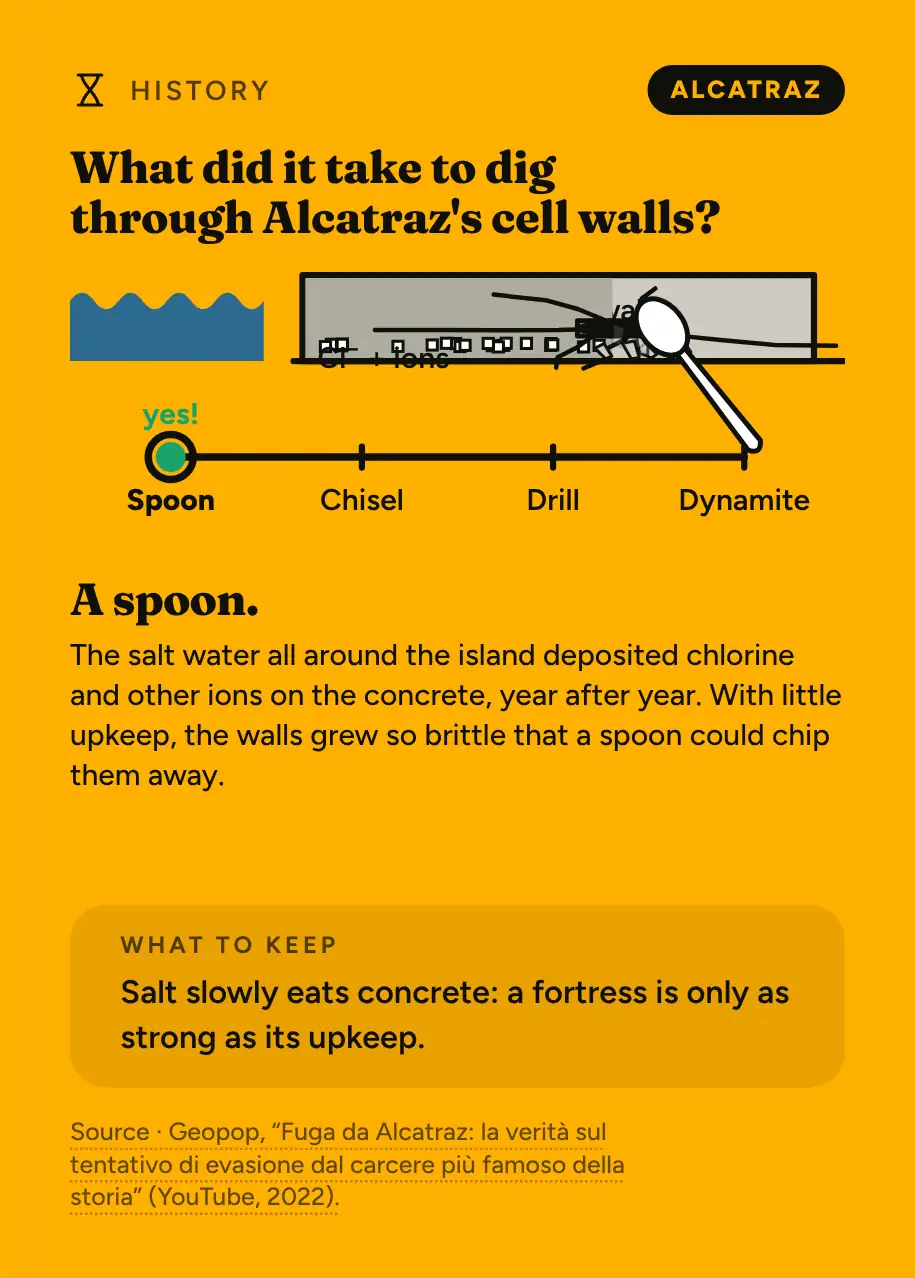 HISTORY
ALCATRAZ
What did it take to dig
through Alcatraz's cell walls?
+ ions
yes!
Spoon
Chisel
Drill
Dynamite
A spoon.
The salt water all around the island deposited chlorine
and other ions on the concrete, year after year. With little
upkeep, the walls grew so brittle that a spoon could chip
them away.
WHAT TO KEEP
Salt slowly eats concrete: a fortress is only as
strong as its upkeep.
Source · Geopop, “Fuga da Alcatraz: la verità sul
tentativo di evasione dal carcere più famoso della
storia” (YouTube, 2022).